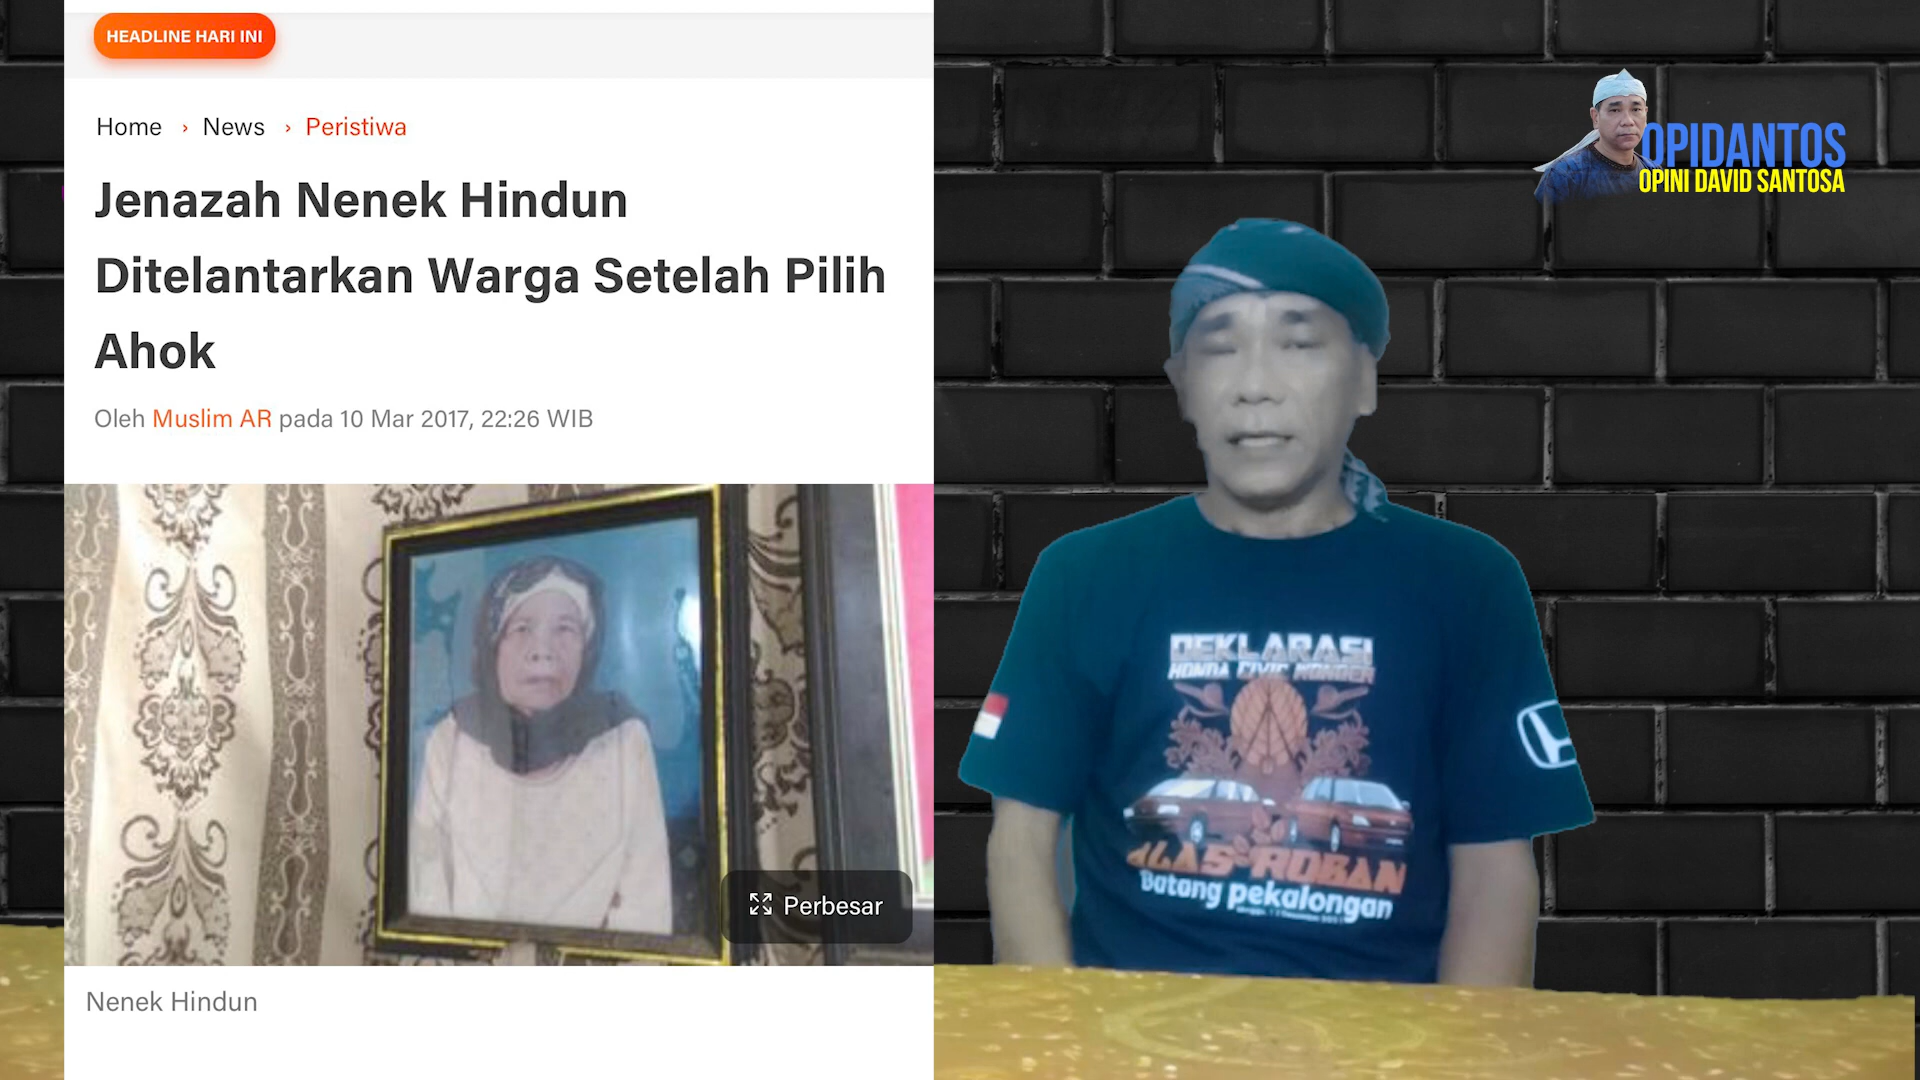 HEADLINE HARI INI
Home › News › Peristiwa
Jenazah Nenek Hindun
Ditelantarkan Warga Setelah Pilih
Ahok
Oleh Muslim AR pada 10 Mar 2017, 22:26 WIB
Perbesar
Nenek Hindun
OPIDANTOS
OPINI DAVID SANTOSA
DEKLARASI
HONDA CIVIC WONDER
ALAS ROBAN
Batang pekalongan